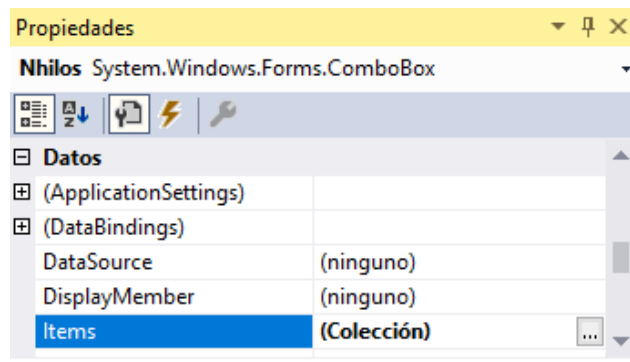 Propiedades
Nhilos System.Windows.Forms.ComboBox
Datos
(ApplicationSettings)
(DataBindings)
DataSource (ninguno)
DisplayMember (ninguno)
Items (Colección) ...